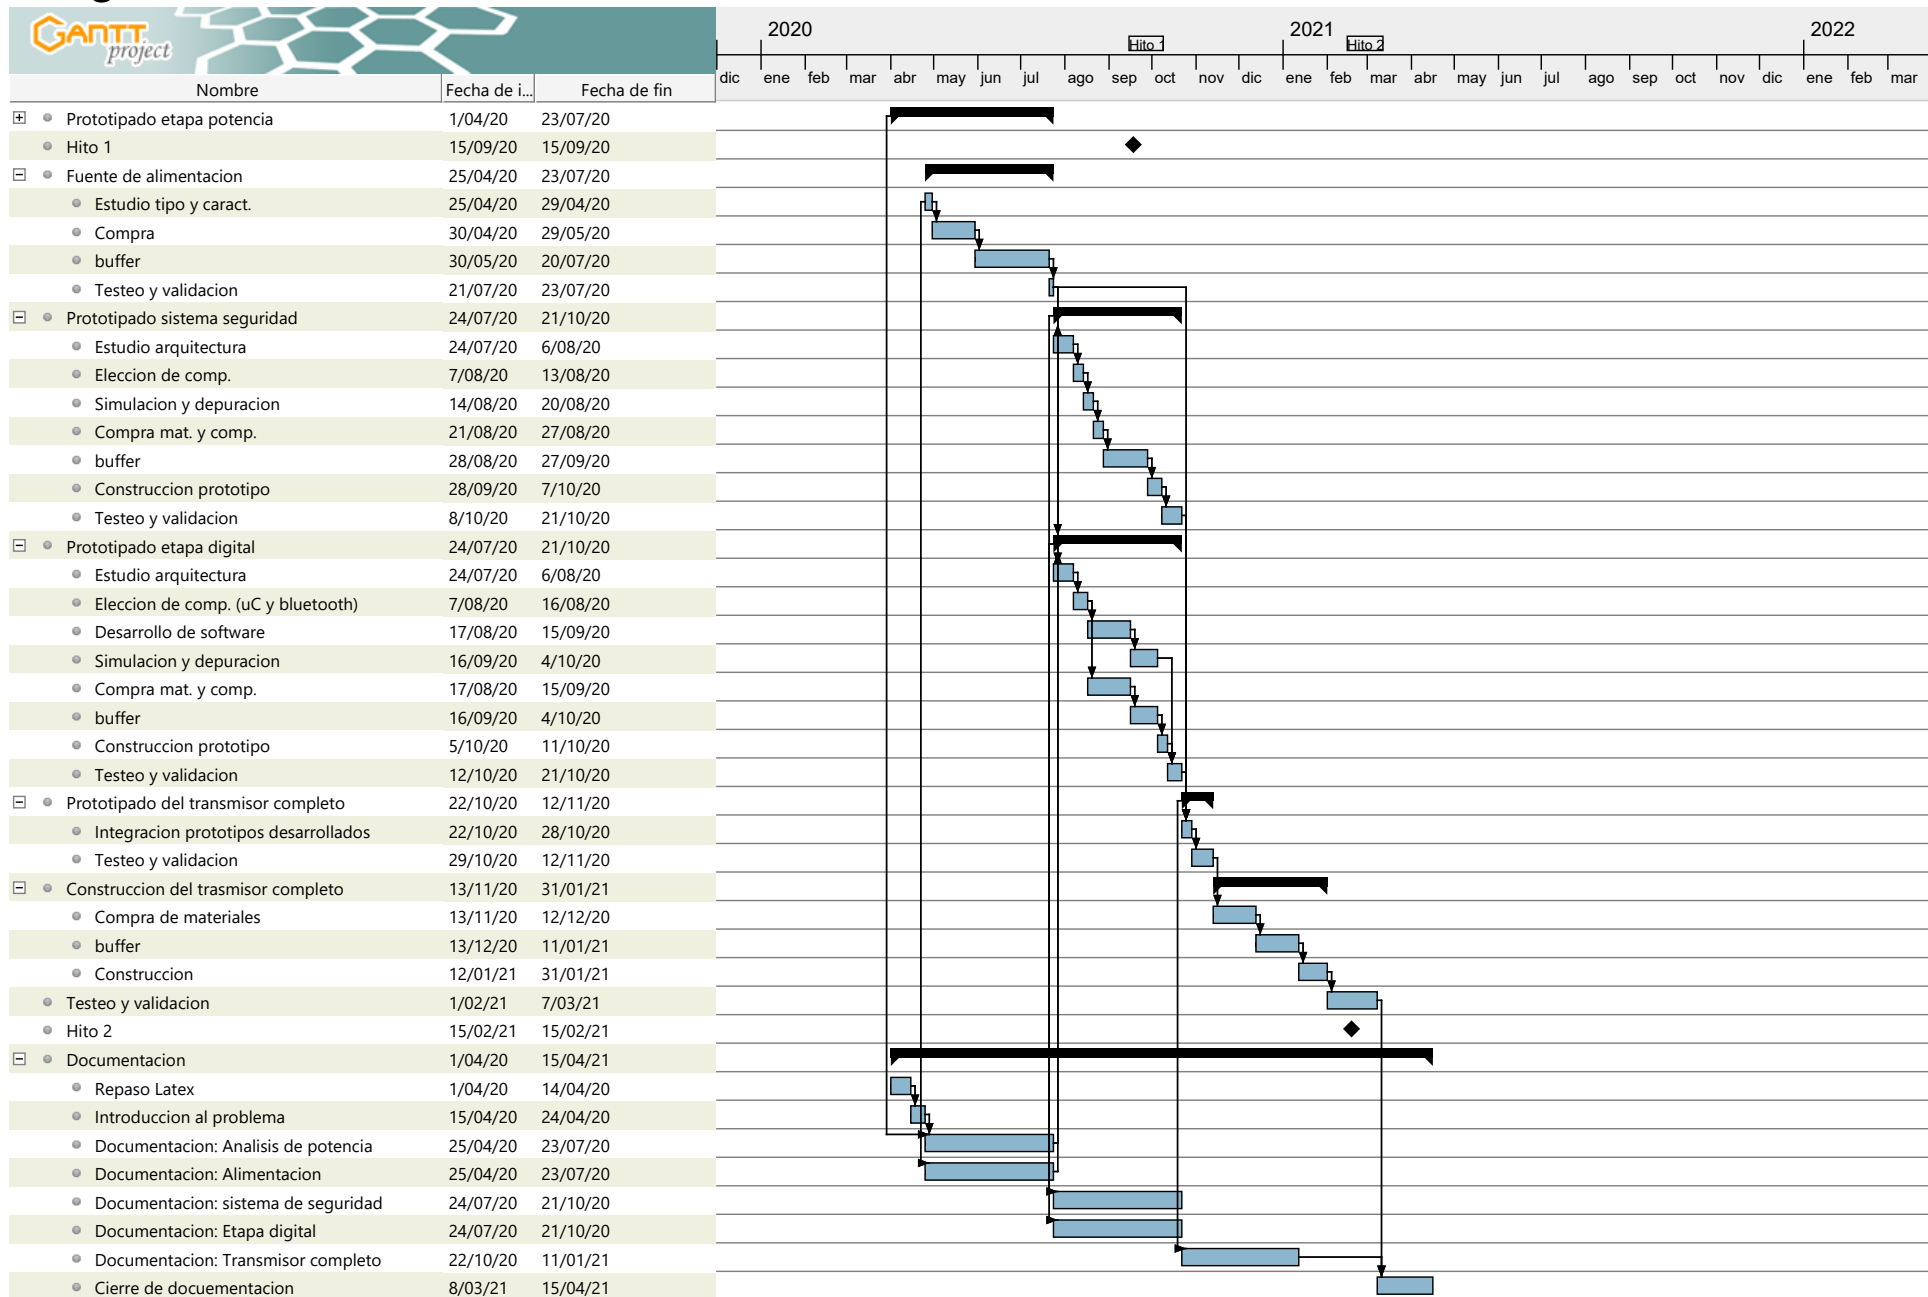 GANTT
project
2020 2021 2022
Hito 1 Hito 2
dic ene feb mar abr may jun jul ago sep oct nov dic ene feb mar abr may jun jul ago sep oct nov dic ene feb mar
Nombre Fecha de i... Fecha de fin
Prototipado etapa potencia 1/04/20 23/07/20
Hito 1 15/09/20 15/09/20
Fuente de alimentacion 25/04/20 23/07/20
Estudio tipo y caract. 25/04/20 29/04/20
Compra 30/04/20 29/05/20
buffer 30/05/20 20/07/20
Testeo y validacion 21/07/20 23/07/20
Prototipado sistema seguridad 24/07/20 21/10/20
Estudio arquitectura 24/07/20 6/08/20
Eleccion de comp. 7/08/20 13/08/20
Simulacion y depuracion 14/08/20 20/08/20
Compra mat. y comp. 21/08/20 27/08/20
buffer 28/08/20 27/09/20
Construccion prototipo 28/09/20 7/10/20
Testeo y validacion 8/10/20 21/10/20
Prototipado etapa digital 24/07/20 21/10/20
Estudio arquitectura 24/07/20 6/08/20
Eleccion de comp. (uC y bluetooth) 7/08/20 16/08/20
Desarrollo de software 17/08/20 15/09/20
Simulacion y depuracion 16/09/20 4/10/20
Compra mat. y comp. 17/08/20 15/09/20
buffer 16/09/20 4/10/20
Construccion prototipo 5/10/20 11/10/20
Testeo y validacion 12/10/20 21/10/20
Prototipado del transmisor completo 22/10/20 12/11/20
Integracion prototipos desarrollados 22/10/20 28/10/20
Testeo y validacion 29/10/20 12/11/20
Construccion del trasmisor completo 13/11/20 31/01/21
Compra de materiales 13/11/20 12/12/20
buffer 13/12/20 11/01/21
Construccion 12/01/21 31/01/21
Testeo y validacion 1/02/21 7/03/21
Hito 2 15/02/21 15/02/21
Documentacion 1/04/20 15/04/21
Repaso Latex 1/04/20 14/04/20
Introduccion al problema 15/04/20 24/04/20
Documentacion: Analisis de potencia 25/04/20 23/07/20
Documentacion: Alimentacion 25/04/20 23/07/20
Documentacion: sistema de seguridad 24/07/20 21/10/20
Documentacion: Etapa digital 24/07/20 21/10/20
Documentacion: Transmisor completo 22/10/20 11/01/21
Cierre de docuementacion 8/03/21 15/04/21